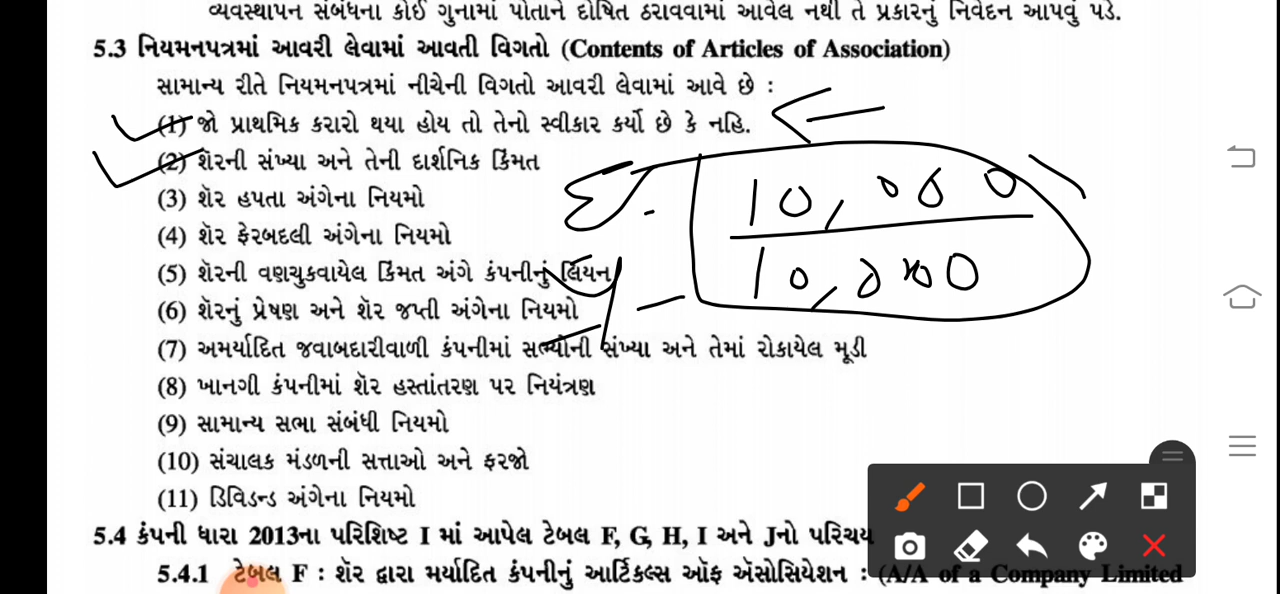 વ્યવસ્થાપન સંબંધના કોઈ ગુનામાં પોતાને દોષિત ઠરાવવામાં આવેલ નથી તે પ્રકારનું નિવેદન આપવું પડે.
5.3 નિયમનપત્રમાં આવરી લેવામાં આવતી વિગતો (Contents of Articles of Association)
સામાન્ય રીતે નિયમનપત્રમાં નીચેની વિગતો આવરી લેવામાં આવે છે :
(1) જો પ્રાથમિક કરારો થયા હોય તો તેનો સ્વીકાર કર્યો છે કે નહિ.
(2) શૅરની સંખ્યા અને તેની દાર્શનિક કિંમત
10,000
(3) શૅર હપતા અંગેના નિયમો
(4) શૅર ફેરબદલી અંગેના નિયમો
(5) શૅરની વણચુકવાયેલ કિંમત અંગે કંપનીનું લિયન
10,000
(6) શૅરનું પ્રેષણ અને શૅર જપ્તી અંગેના નિયમો
(7) અમર્યાદિત જવાબદારીવાળી કંપનીમાં સભ્યોની સંખ્યા અને તેમાં રોકાયેલ મૂડી
(8) ખાનગી કંપનીમાં શૅર હસ્તાંતરણ પર નિયંત્રણ
(9) સામાન્ય સભા સંબંધી નિયમો
(10) સંચાલક મંડળની સત્તાઓ અને ફરજો
(11) ડિવિડન્ડ અંગેના નિયમો
5.4 કંપની ધારા 2013ના પરિશિષ્ટ I માં આપેલ ટેબલ F, G, H, I અને Jનો પરિચય
5.4.1 ટેબલ F : શૅર દ્વારા મર્યાદિત કંપનીનું આર્ટિકલ્સ ઑફ ઍસોસિયેશન : (A/A of a Company Limited